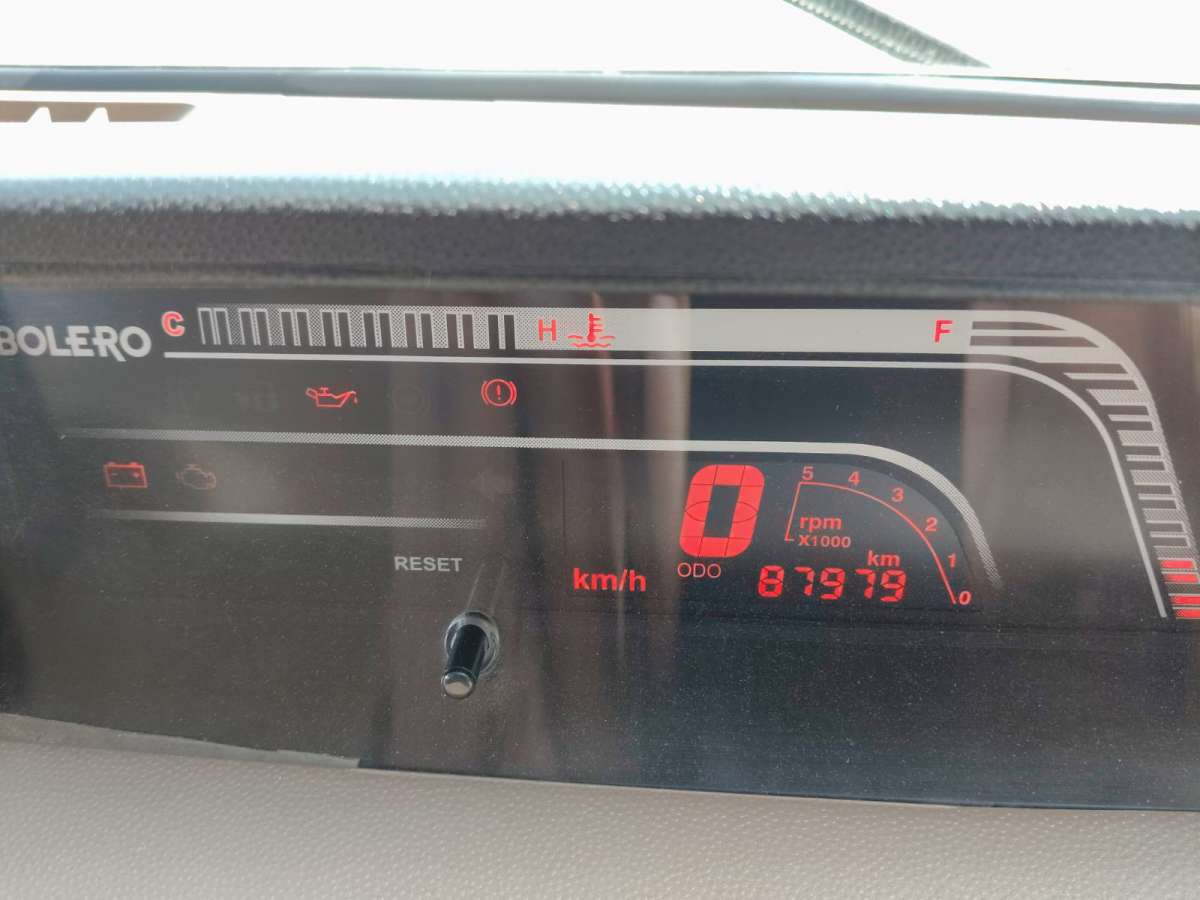 BOLERO C H F
5 4 3 2 1 0
0 rpm
X1000
RESET
km/h ODO km
87979